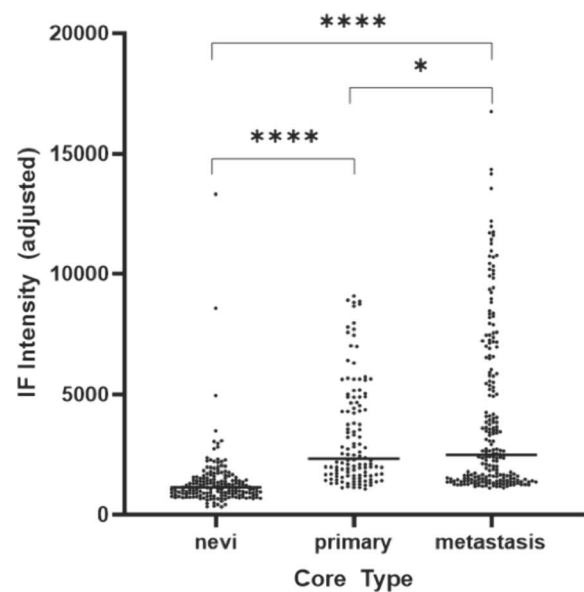 ****
*
****
20000
15000
10000
5000
0
IF Intensity (adjusted)
nevi primary metastasis
Core Type